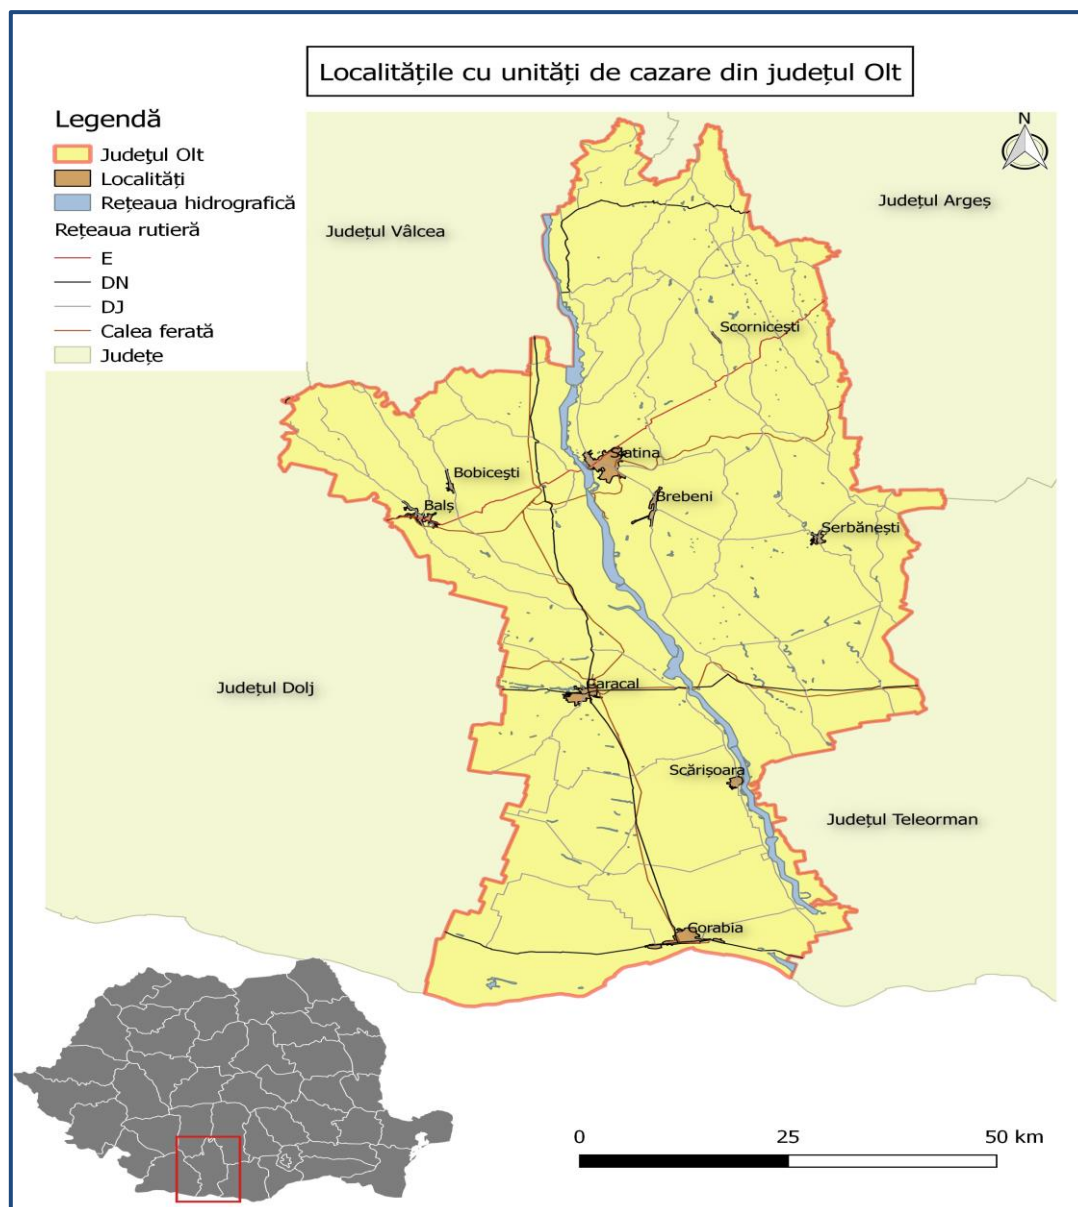 Localitățile cu unități de cazare din județul Olt
Legendă
Judeţul Olt
Localități
Rețeaua hidrografică
Rețeaua rutieră
E
DN
DJ
Calea ferată
Județe
N
Județul Vâlcea
Județul Argeș
Scornicești
Slatina
Bobiceşti
Balș
Brebeni
Șerbănești
Județul Dolj
Caracal
Scărișoara
Județul Teleorman
Corabia
0 25 50 km